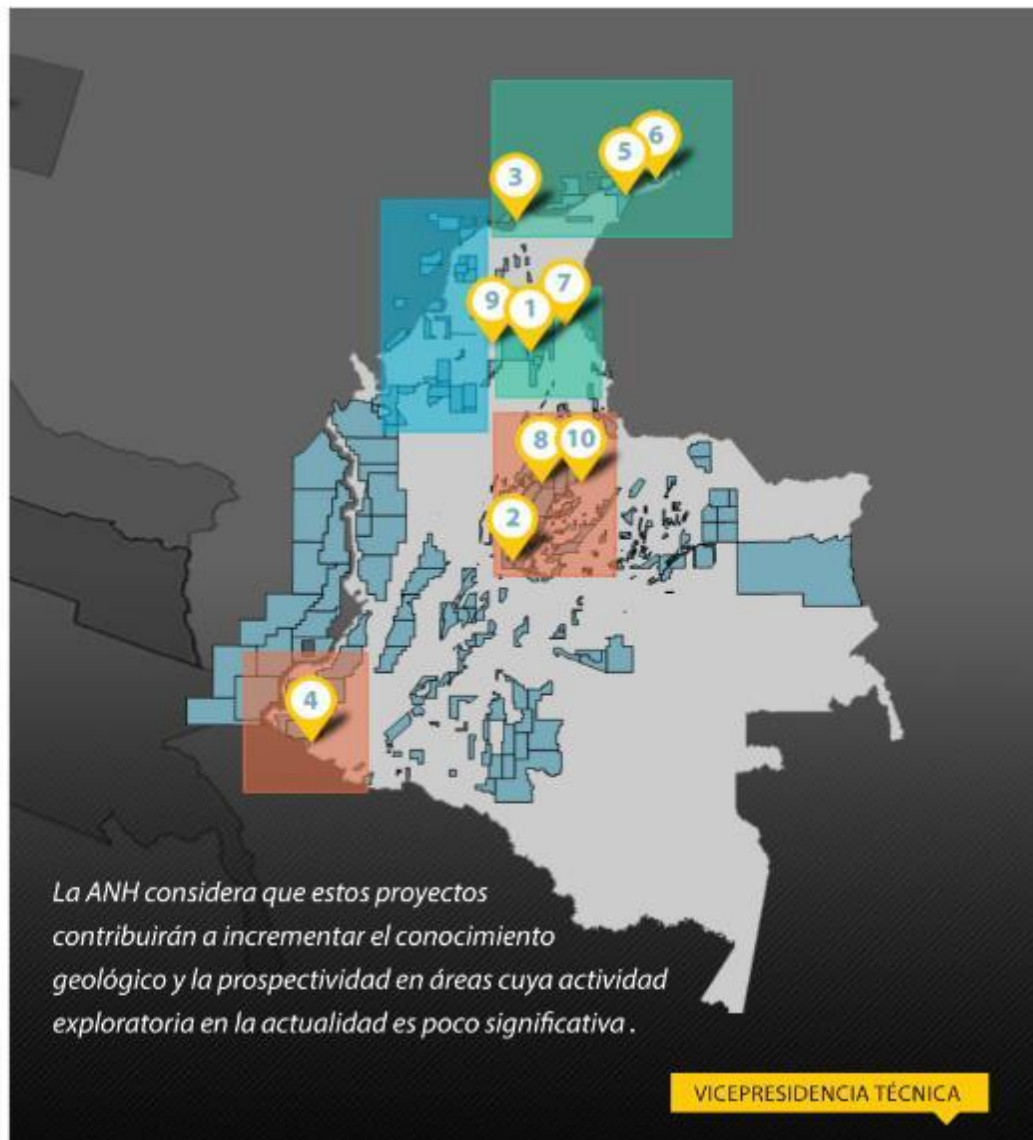 6
5
3
7
9
1
8
10
2
4
La ANH considera que estos proyectos
contribuirán a incrementar el conocimiento
geológico y la prospectividad en áreas cuya actividad
exploratoria en la actualidad es poco significativa .
VICEPRESIDENCIA TÉCNICA